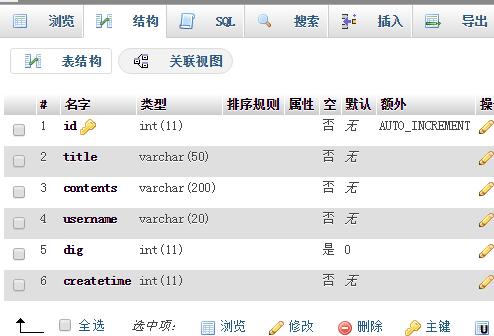 浏览 结构 SQL 搜索 插入 导出
表结构 关联视图
# 名字 类型 排序规则 属性 空 默认 额外
1 id int(11) 否 无 AUTO_INCREMENT
2 title varchar(50) 否 无
3 contents varchar(200) 否 无
4 username varchar(20) 否 无
5 dig int(11) 是 0
6 createtime int(11) 否 无
全选 选中项: 浏览 修改 删除 主键 U